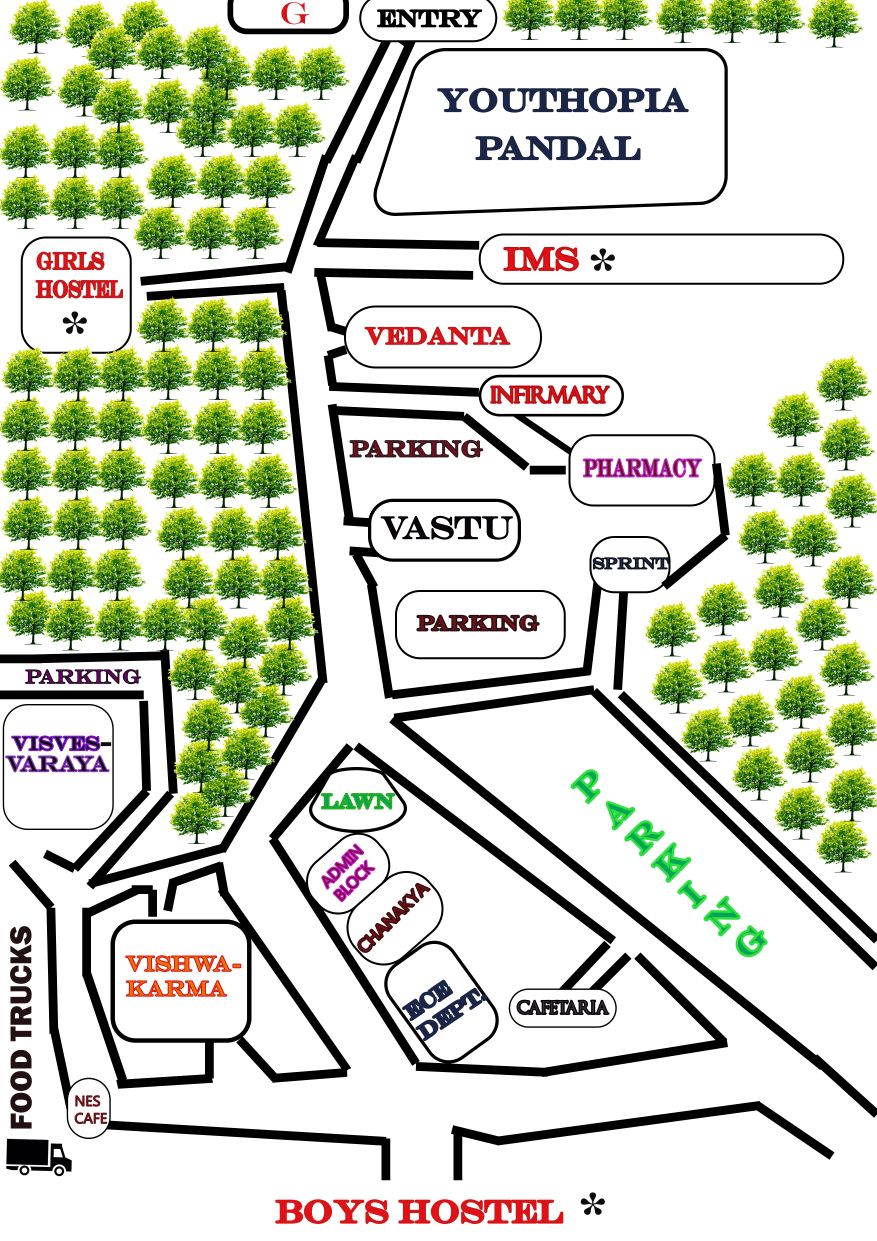 G
ENTRY
YOUTHOPIA
PANDAL
IMS *
GIRLS
HOSTEL
*
VEDANTA
INFIRMARY
PARKING
PHARMACY
VASTU
SPRINT
PARKING
PARKING
VISVES-
VARAYA
LAWN
PARKING
ADMIN
BLOCK
CHANAKYA
VISHWA-
KARMA
ECE
DEPT.
CAFETARIA
FOOD TRUCKS
NES
CAFE
BOYS HOSTEL *